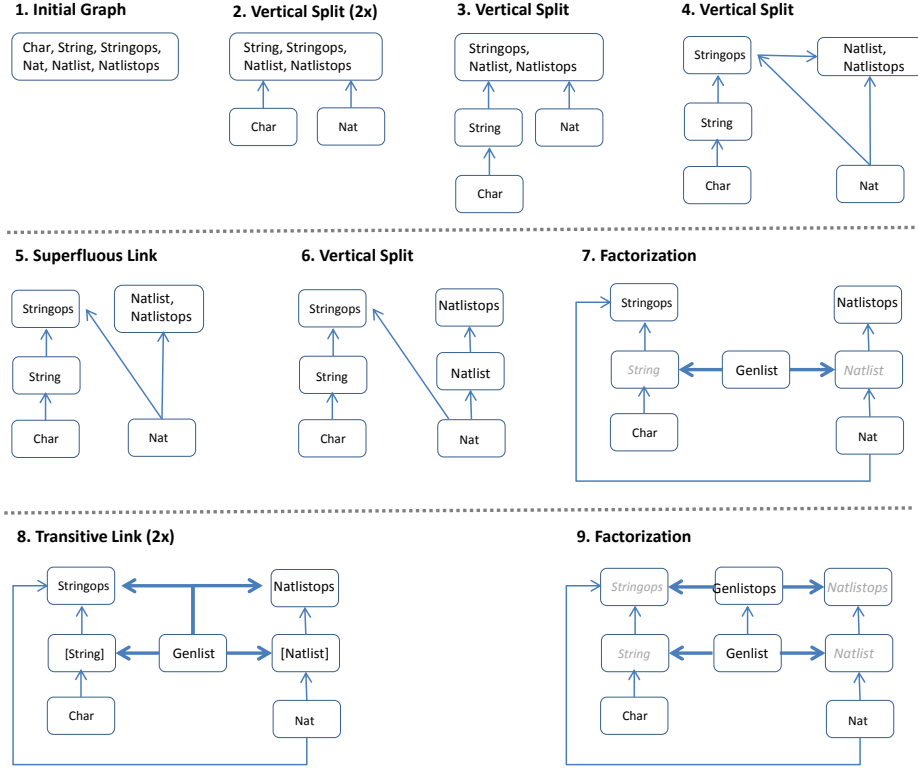 1. Initial Graph
Char, String, Stringops,
Nat, Natlist, Natlistops
2. Vertical Split (2x)
String, Stringops,
Natlist, Natlistops
Char
Nat
3. Vertical Split
Stringops,
Natlist, Natlistops
String
Nat
Char
4. Vertical Split
Stringops
Natlist,
Natlistops
String
Char
Nat
5. Superfluous Link
Stringops
Natlist,
Natlistops
String
Char
Nat
6. Vertical Split
Stringops
Natlistops
String
Natlist
Char
Nat
7. Factorization
Stringops
Natlistops
String
Genlist
Natlist
Char
Nat
8. Transitive Link (2x)
Stringops
Natlistops
[String]
Genlist
[Natlist]
Char
Nat
9. Factorization
Stringops
Genlistops
Natlistops
String
Genlist
Natlist
Char
Nat